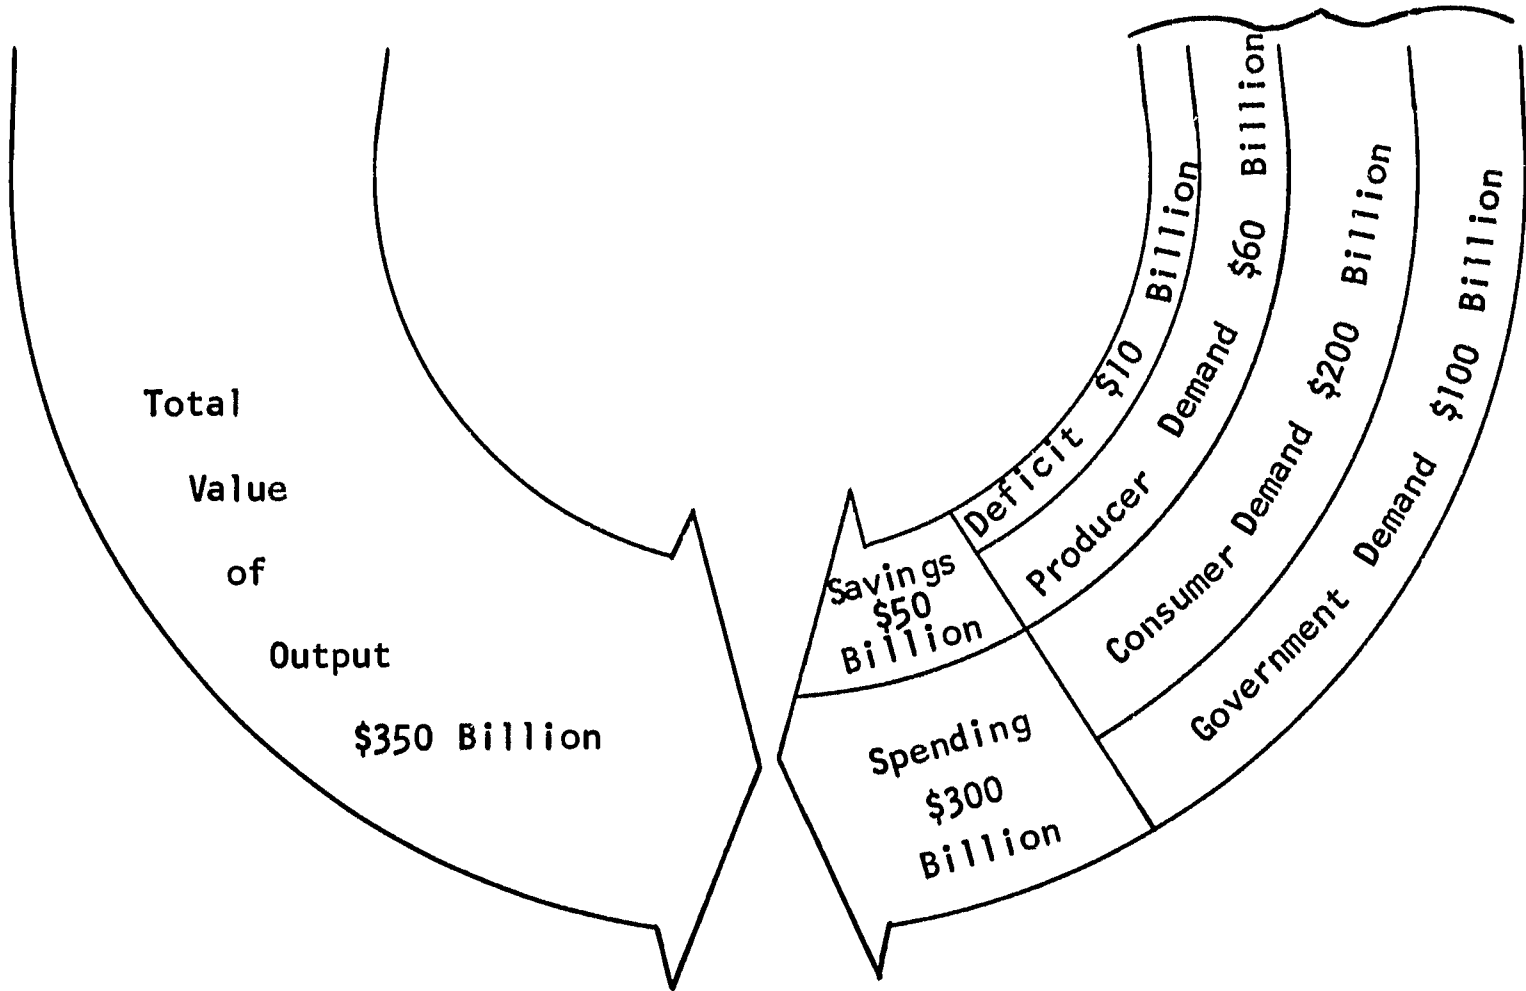 Total
Value
of
Output
$350 Billion
Savings
$50
Billion
Spending
$300
Billion
Deficit $10 Billion
Producer Demand $60 Billion
Consumer Demand $200 Billion
Government Demand $100 Billion